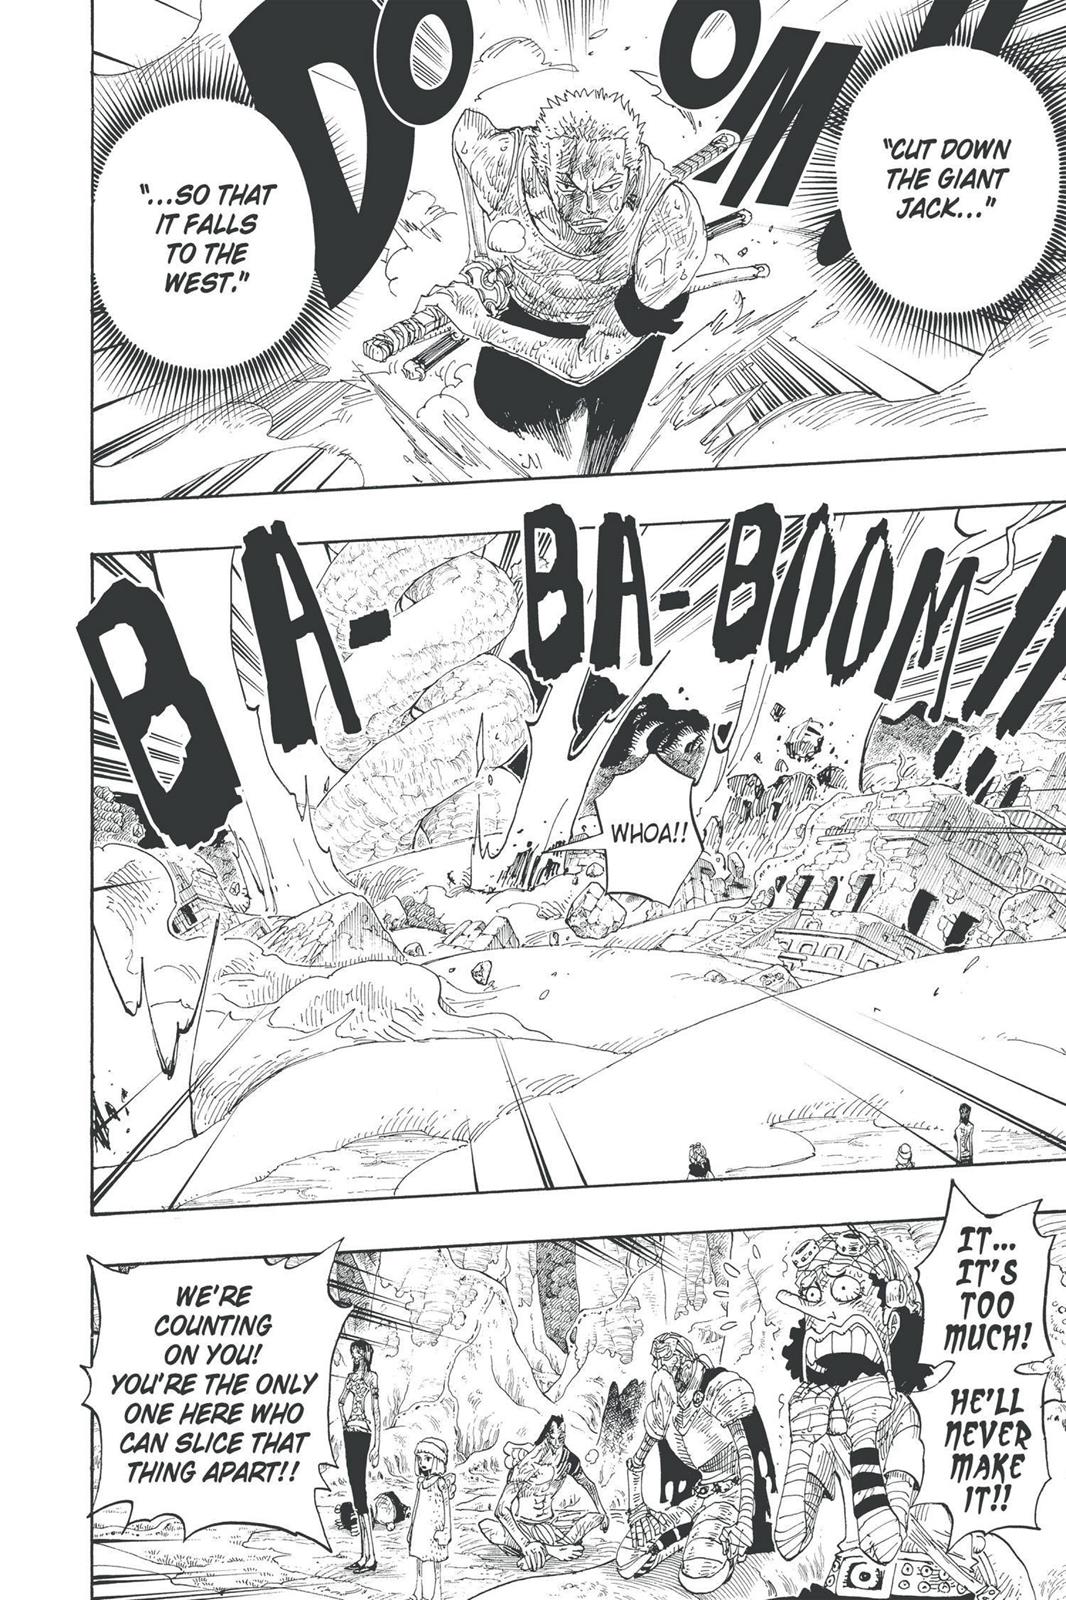 DOOM!!
"CUT DOWN
THE GIANT
JACK..."
"...SO THAT
IT FALLS
TO THE
WEST."
BA-BA-BOOM!!!
WHOA!!
IT...
IT'S
TOO
MUCH!
HE'LL
NEVER
MAKE
IT!!
WE'RE
COUNTING
ON YOU!
YOU'RE THE ONLY
ONE HERE WHO
CAN SLICE THAT
THING APART!!